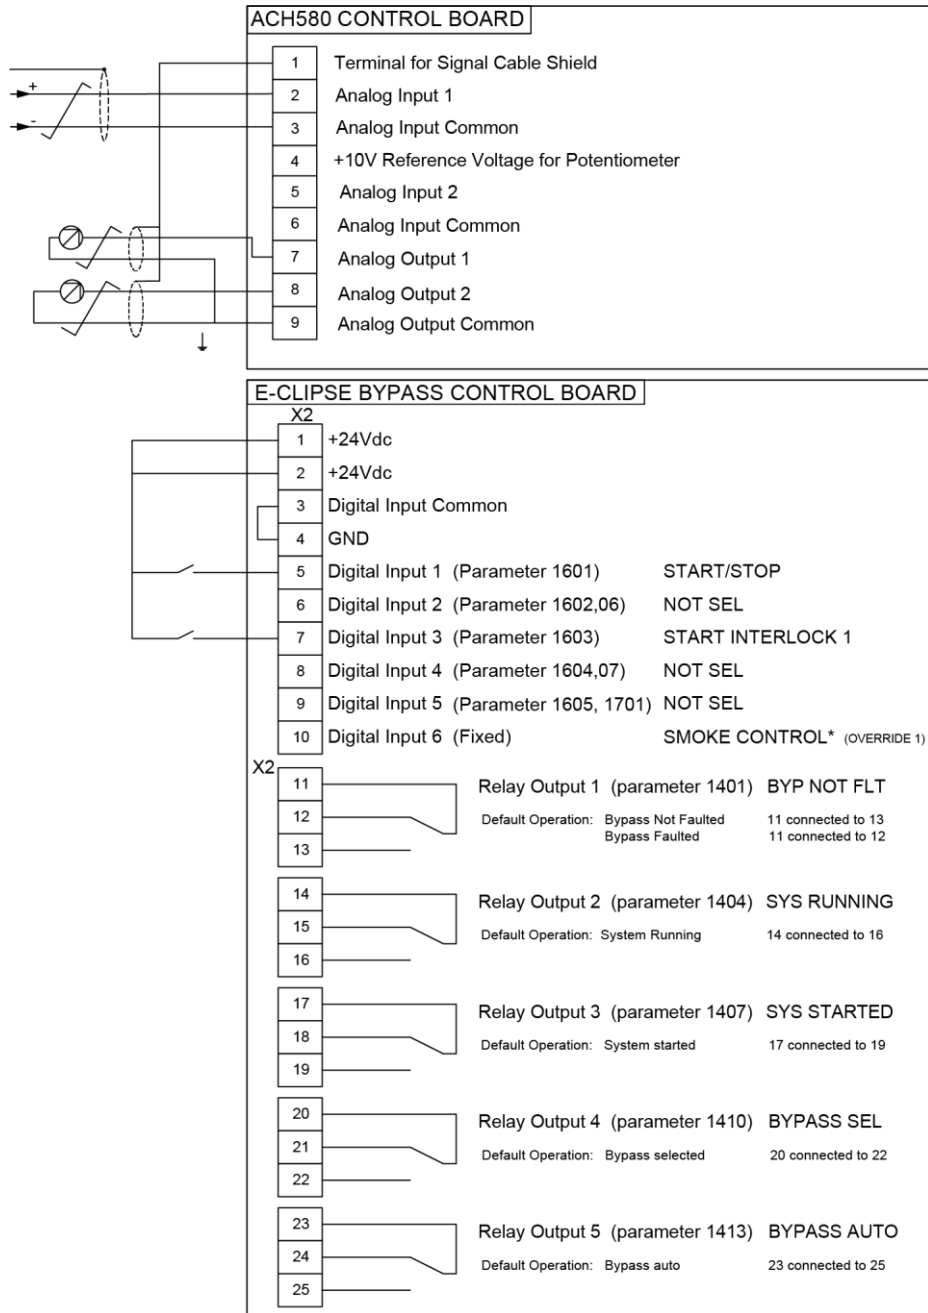 ACH580 CONTROL BOARD
1 Terminal for Signal Cable Shield
+ 2 Analog Input 1
- 3 Analog Input Common
4 +10V Reference Voltage for Potentiometer
5 Analog Input 2
6 Analog Input Common
7 Analog Output 1
8 Analog Output 2
9 Analog Output Common
E-CLIPSE BYPASS CONTROL BOARD
X2
1 +24Vdc
2 +24Vdc
3 Digital Input Common
4 GND
5 Digital Input 1 (Parameter 1601) START/STOP
6 Digital Input 2 (Parameter 1602,06) NOT SEL
7 Digital Input 3 (Parameter 1603) START INTERLOCK 1
8 Digital Input 4 (Parameter 1604,07) NOT SEL
9 Digital Input 5 (Parameter 1605, 1701) NOT SEL
10 Digital Input 6 (Fixed) SMOKE CONTROL* (OVERRIDE 1)
X2
11 Relay Output 1 (parameter 1401) BYP NOT FLT
12 Default Operation: Bypass Not Faulted 11 connected to 13
Bypass Faulted 11 connected to 12
13
14 Relay Output 2 (parameter 1404) SYS RUNNING
15 Default Operation: System Running 14 connected to 16
16
17 Relay Output 3 (parameter 1407) SYS STARTED
18 Default Operation: System started 17 connected to 19
19
20 Relay Output 4 (parameter 1410) BYPASS SEL
21 Default Operation: Bypass selected 20 connected to 22
22
23 Relay Output 5 (parameter 1413) BYPASS AUTO
24 Default Operation: Bypass auto 23 connected to 25
25